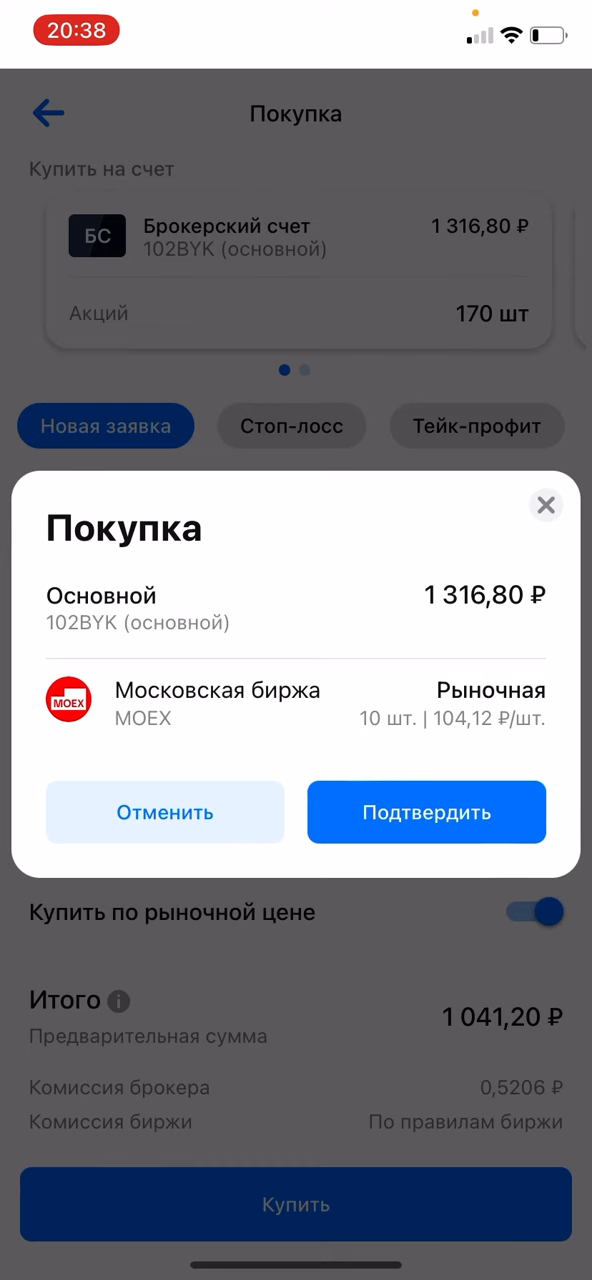 20:38
Покупка
Купить на счет
БС
Брокерский счет
1 316,80 ₽
102BYK (основной)
Акций
170 шт
Новая заявка
Стоп-лосс
Тейк-профит
Покупка
Основной
1 316,80 ₽
102BYK (основной)
MOEX
Московская биржа
Рыночная
MOEX
10 шт. | 104,12 ₽/шт.
Отменить
Подтвердить
Купить по рыночной цене
Итого
1 041,20 ₽
Предварительная сумма
Комиссия брокера
0,5206 ₽
Комиссия биржи
По правилам биржи
Купить